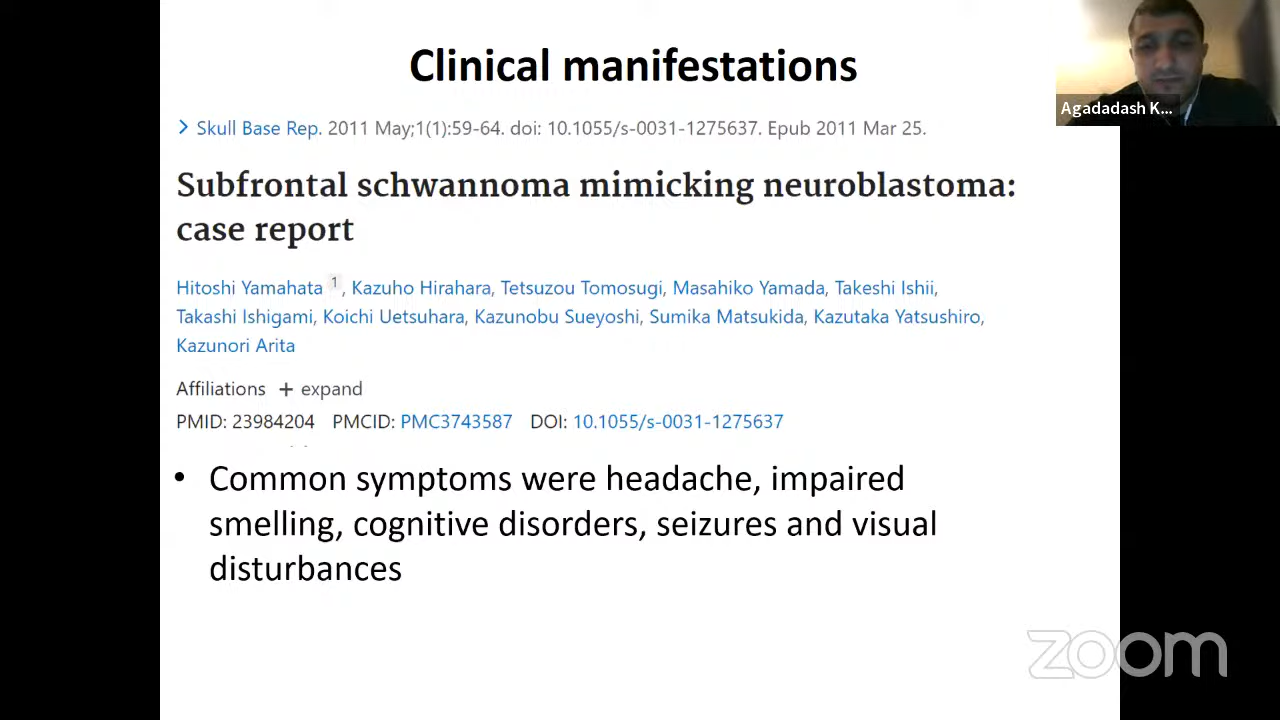 Clinical manifestations
Agadadash K...
Skull Base Rep. 2011 May;1(1):59-64. doi: 10.1055/s-0031-1275637. Epub 2011 Mar 25.
Subfrontal schwannoma mimicking neuroblastoma:
case report
Hitoshi Yamahata 1, Kazuho Hirahara, Tetsuzou Tomosugi, Masahiko Yamada, Takeshi Ishii,
Takashi Ishigami, Koichi Uetsuhara, Kazunobu Sueyoshi, Sumika Matsukida, Kazutaka Yatsushiro,
Kazunori Arita
Affiliations + expand
PMID: 23984204 PMCID: PMC3743587 DOI: 10.1055/s-0031-1275637
• Common symptoms were headache, impaired
smelling, cognitive disorders, seizures and visual
disturbances
zoom